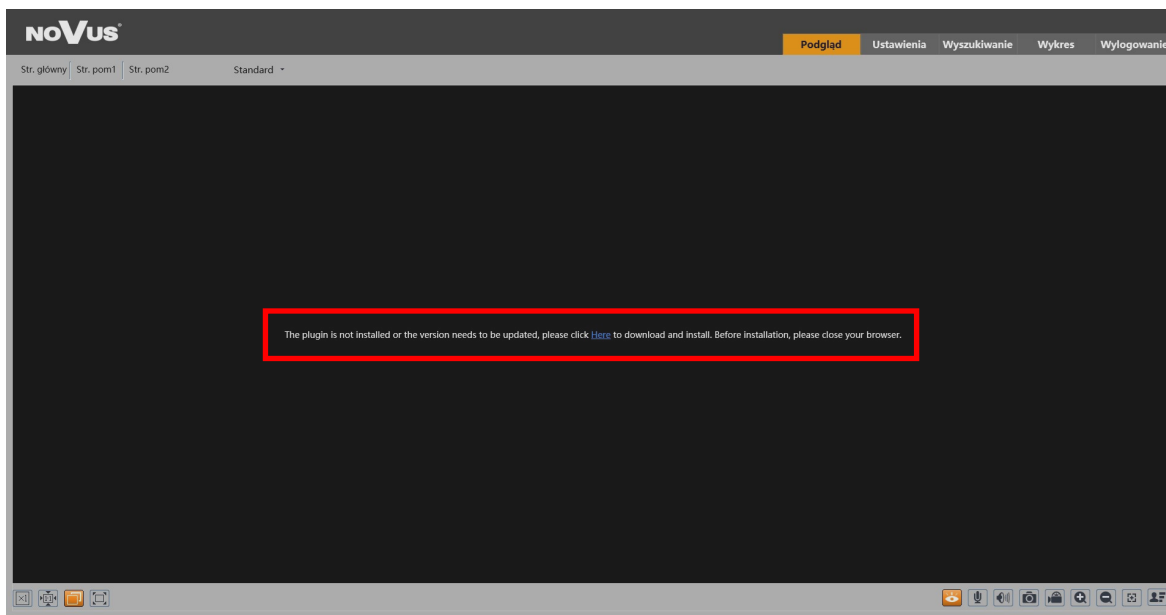 NOVUS
Podgląd Ustawienia Wyszukiwanie Wykres Wylogowanie
Str. główny Str. pom1 Str. pom2 Standard
The plugin is not installed or the version needs to be updated, please click Here to download and install. Before installation, please close your browser.